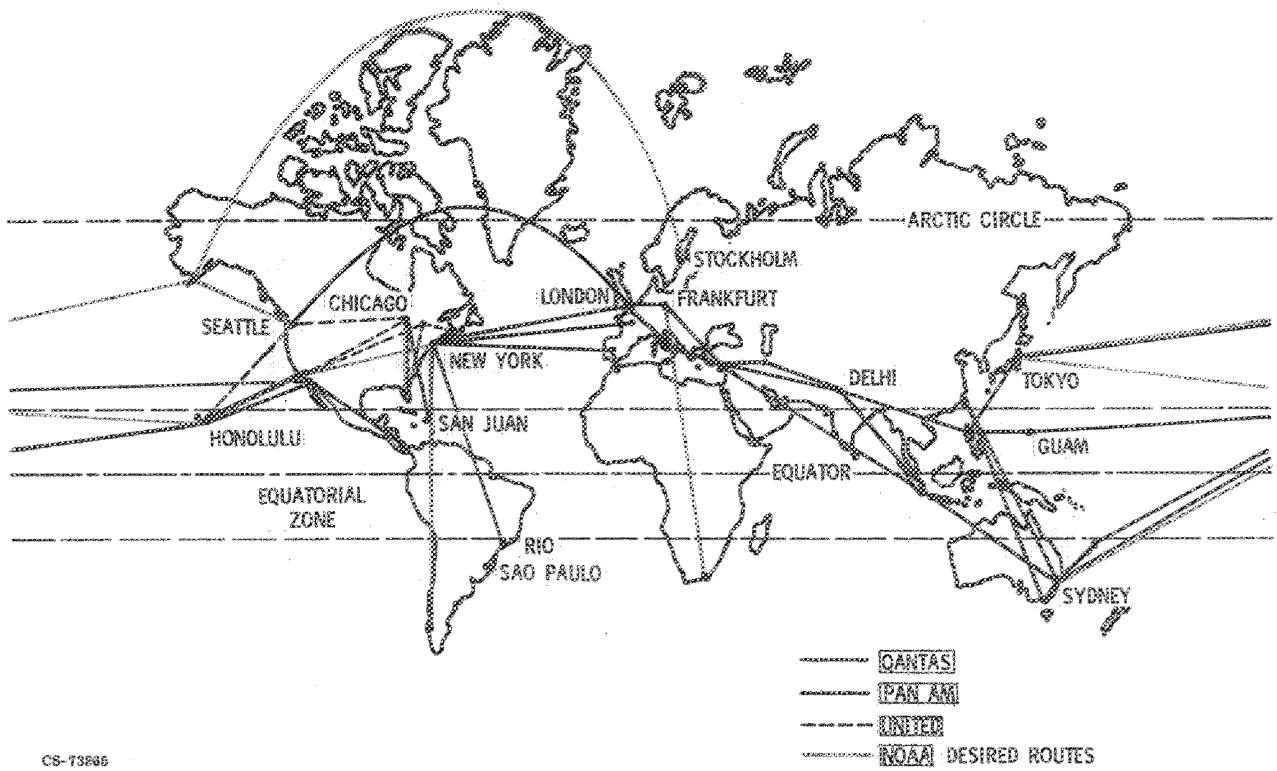 ARCTIC CIRCLE
STOCKHOLM
LONDON
FRANKFURT
CHICAGO
SEATTLE
NEW YORK
DELHI
TOKYO
SAN JUAN
HONOLULU
GUAM
EQUATOR
EQUATORIAL
ZONE
RIO
SAO PAULO
SYDNEY
QANTAS
PAN AM
UNITED
NOAA DESIRED ROUTES
CS-73865